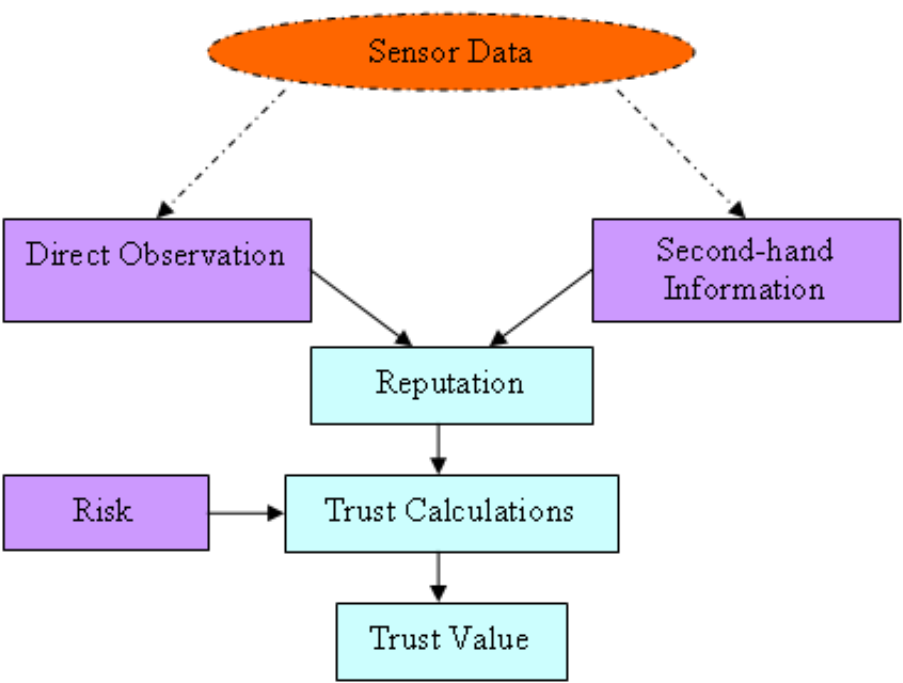 Sensor Data
Direct Observation
Second-hand
Information
Reputation
Risk
Trust Calculations
Trust Value